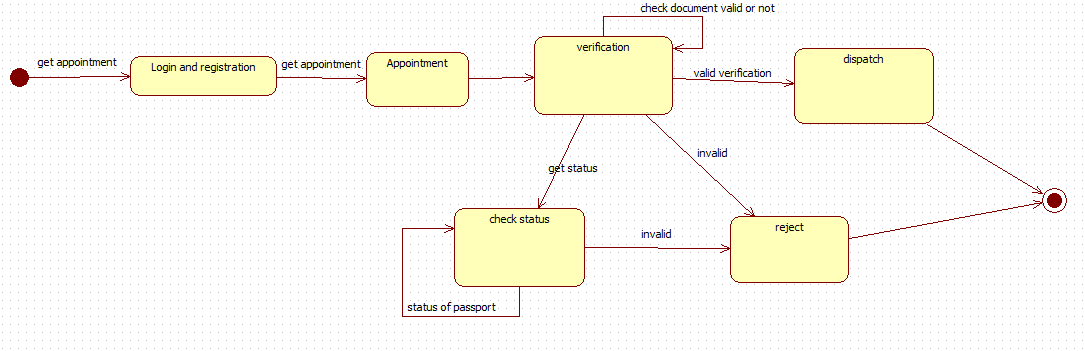 check document valid or not
get appointment
Login and registration
get appointment
Appointment
verification
valid verification
dispatch
get status
invalid
check status
invalid
reject
status of passport